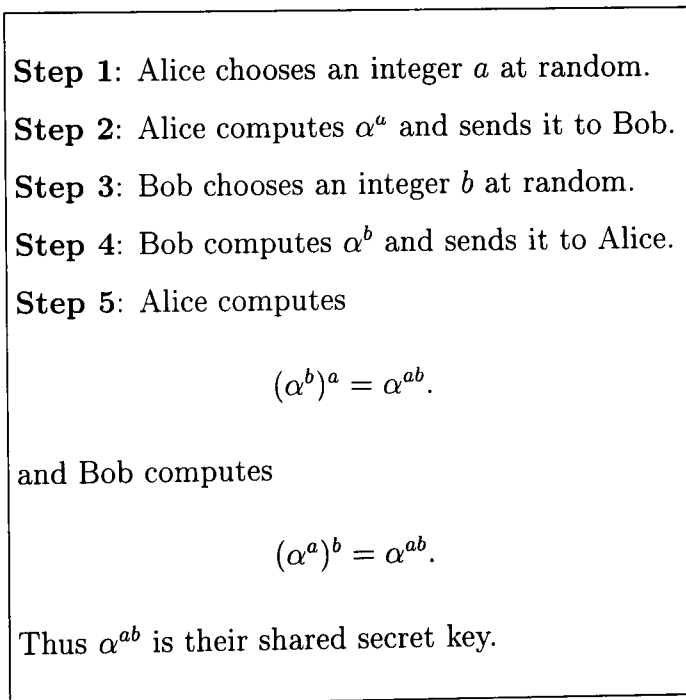 Step 1: Alice chooses an integer a at random.
Step 2: Alice computes α^a and sends it to Bob.
Step 3: Bob chooses an integer b at random.
Step 4: Bob computes α^b and sends it to Alice.
Step 5: Alice computes
(α^b)^a = α^{ab}.
and Bob computes
(α^a)^b = α^{ab}.
Thus α^{ab} is their shared secret key.